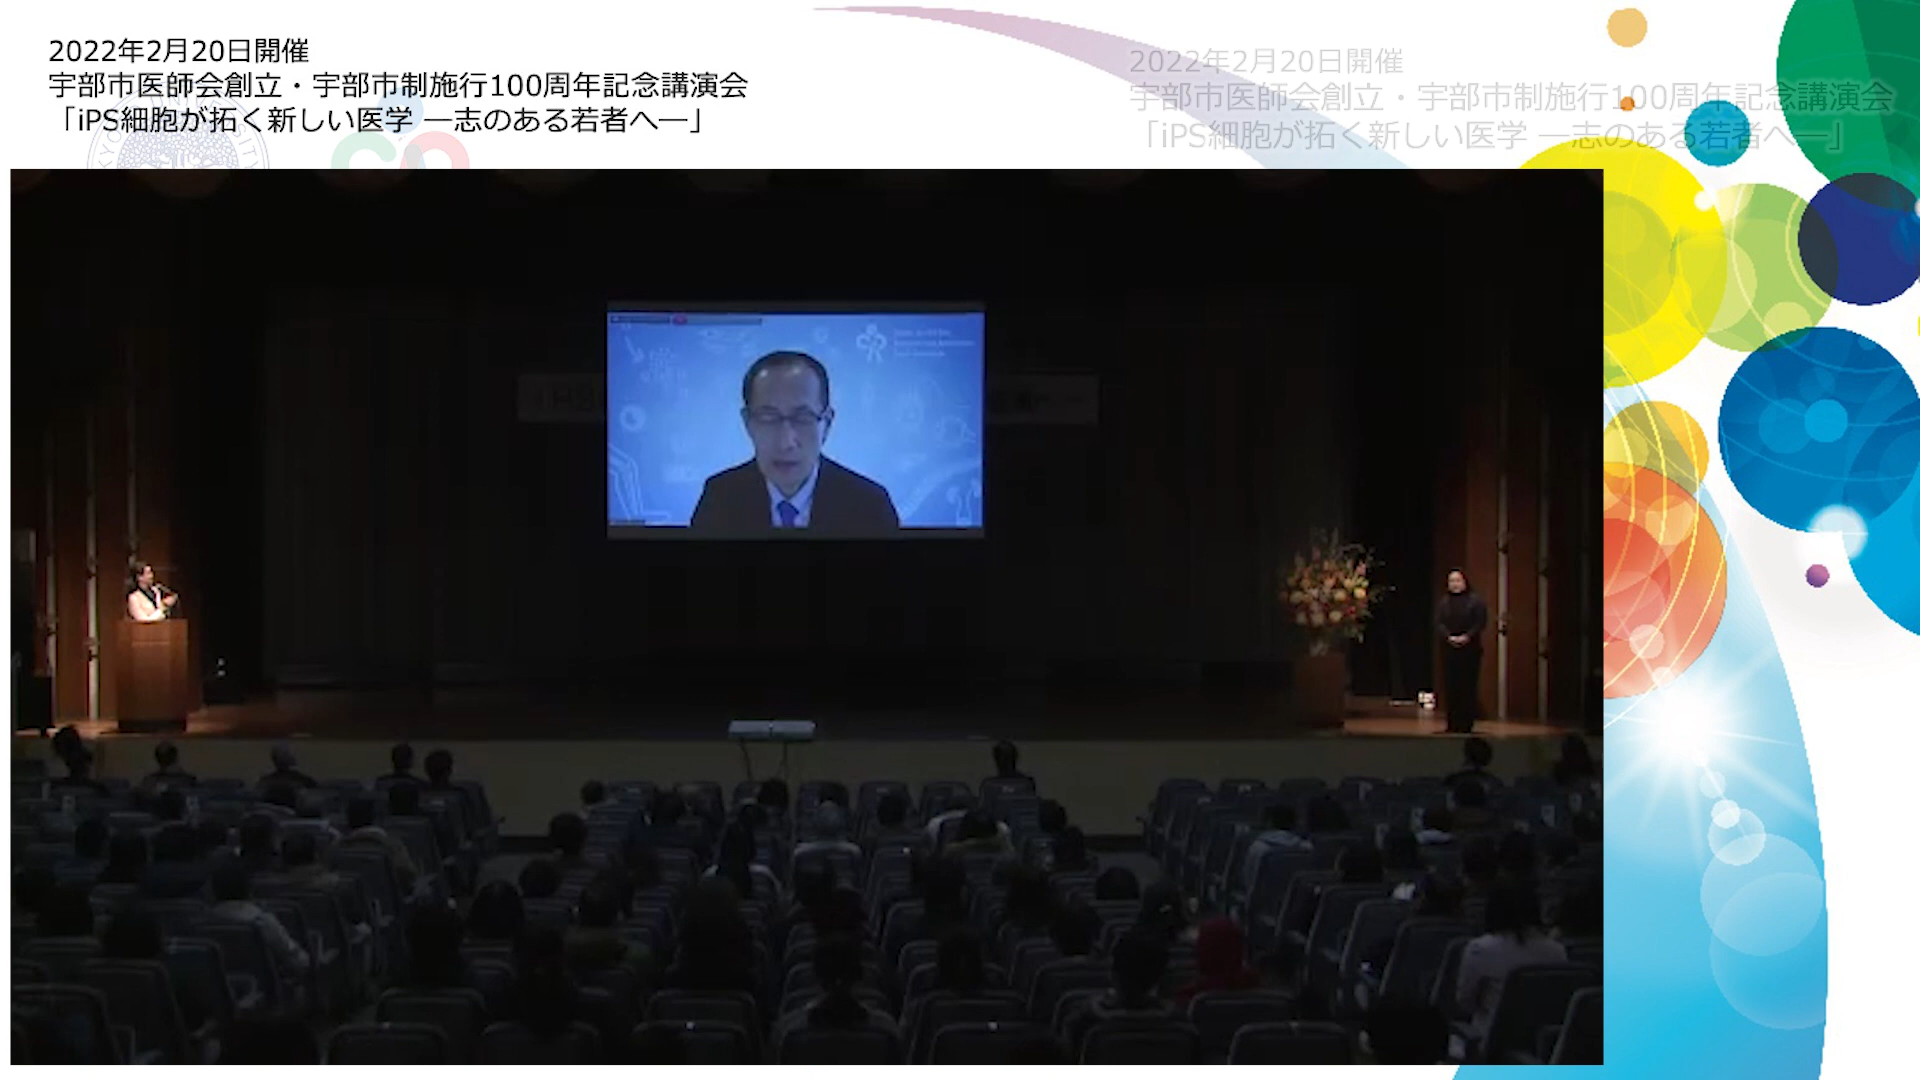 2022年2月20日開催
宇部市医師会創立・宇部市制施行100周年記念講演会
「iPS細胞が拓く新しい医学 ―志のある若者へ―」
2022年2月20日開催
宇部市医師会創立・宇部市制施行100周年記念講演会
「iPS細胞が拓く新しい医学 ―志のある若者へ―」